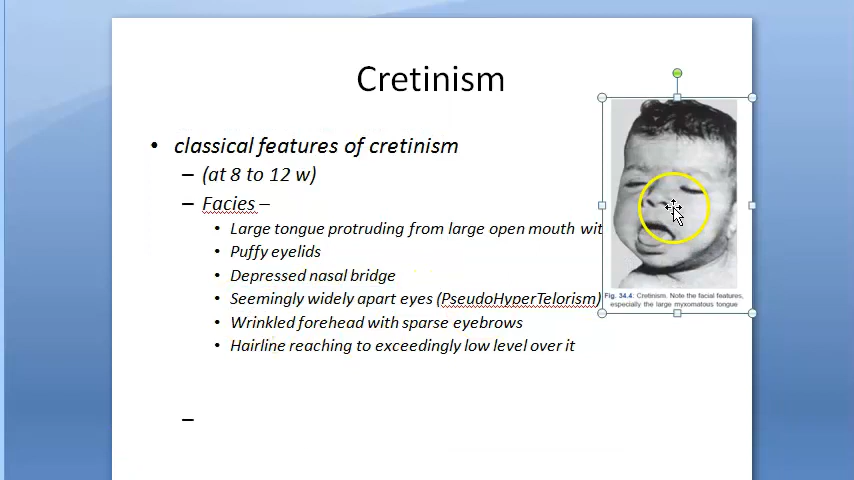 Cretinism
• classical features of cretinism
– (at 8 to 12 w)
– Facies –
• Large tongue protruding from large open mouth wit
• Puffy eyelids
• Depressed nasal bridge
• Seemingly widely apart eyes (PseudoHyperTelorism)
• Wrinkled forehead with sparse eyebrows
• Hairline reaching to exceedingly low level over it
–
Fig. 34.4: Cretinism. Note the facial features,
especially the large myxomatous tongue